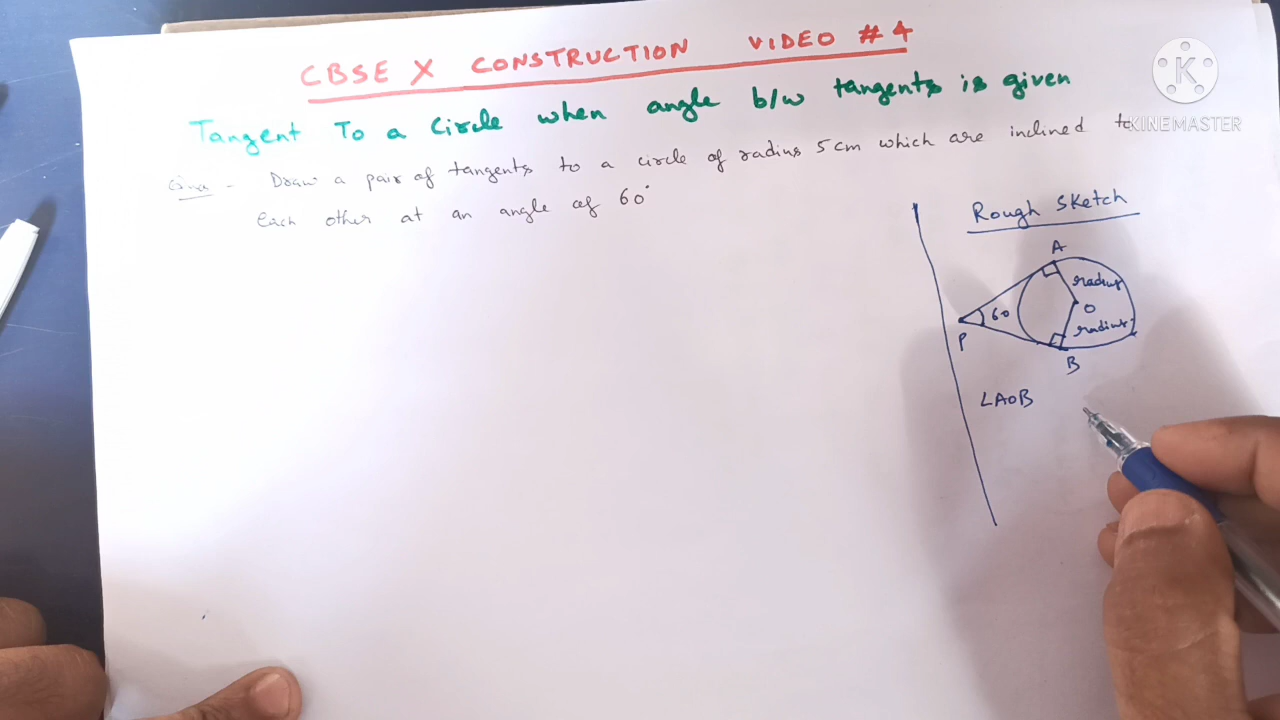 CBSE X CONSTRUCTION VIDEO #4
K
KINEMASTER
Tangent To a Circle when angle b/w tangents is given
Draw a pair of tangents to a circle of radius 5 cm which are inclined to
Each other at an angle of 60°
Rough Sketch
A
radius
60
O
radius
P
B
∠AOB